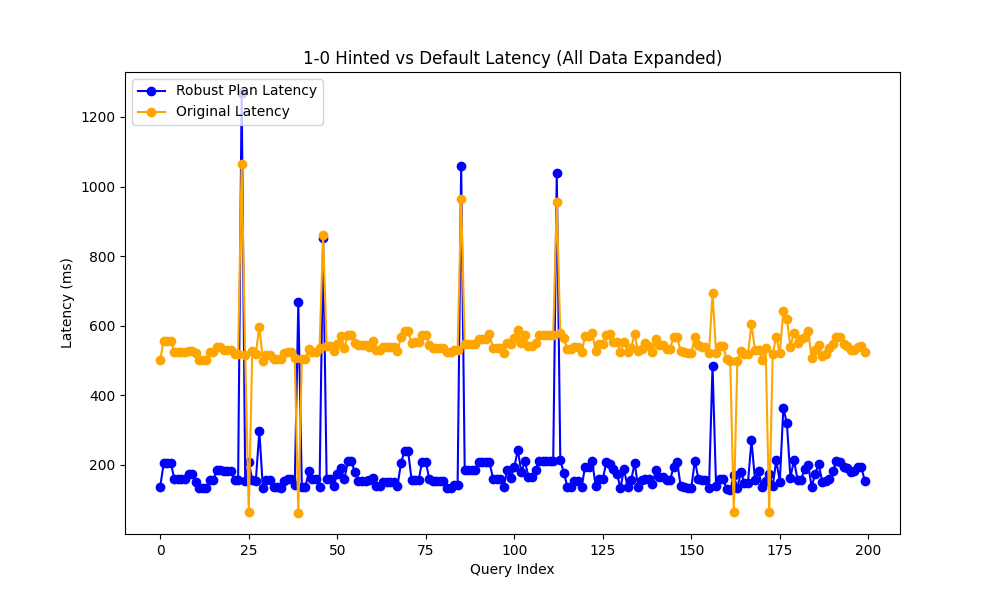 1-0 Hinted vs Default Latency (All Data Expanded)
Robust Plan Latency
Original Latency
1200
1000
800
600
400
200
Latency (ms)
0 25 50 75 100 125 150 175 200
Query Index